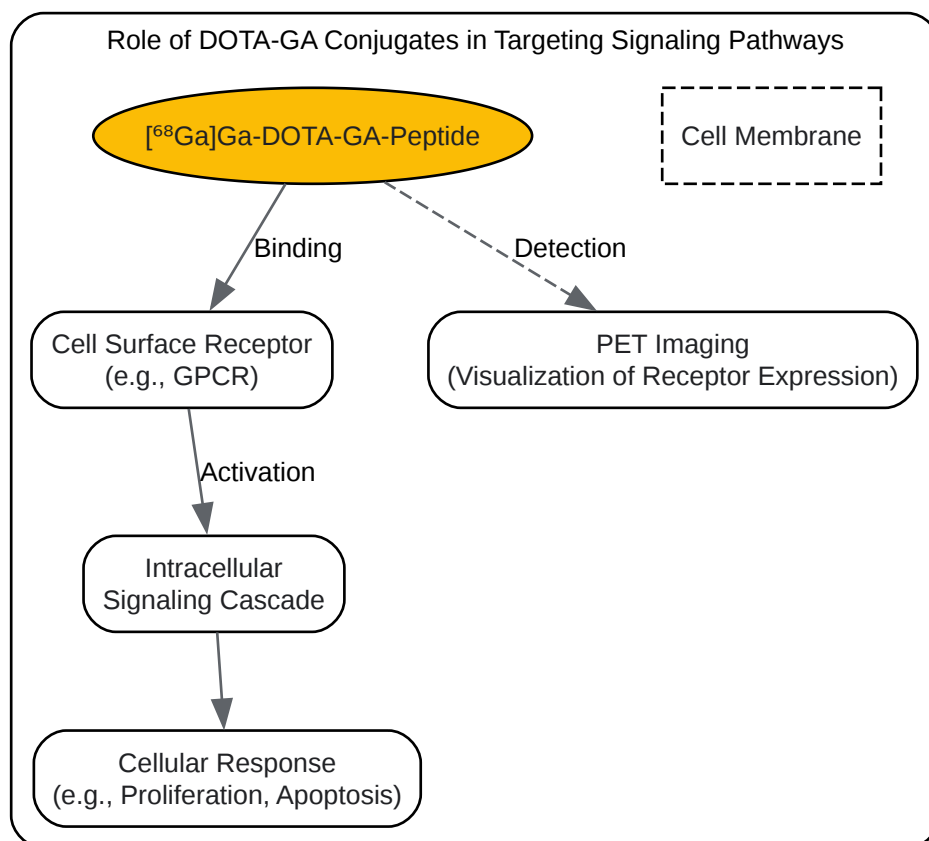 Role of DOTA-GA Conjugates in Targeting Signaling Pathways
[⁶⁸Ga]Ga-DOTA-GA-Peptide
Cell Membrane
Binding
Detection
Cell Surface Receptor
(e.g., GPCR)
PET Imaging
(Visualization of Receptor Expression)
Activation
Intracellular
Signaling Cascade
Cellular Response
(e.g., Proliferation, Apoptosis)